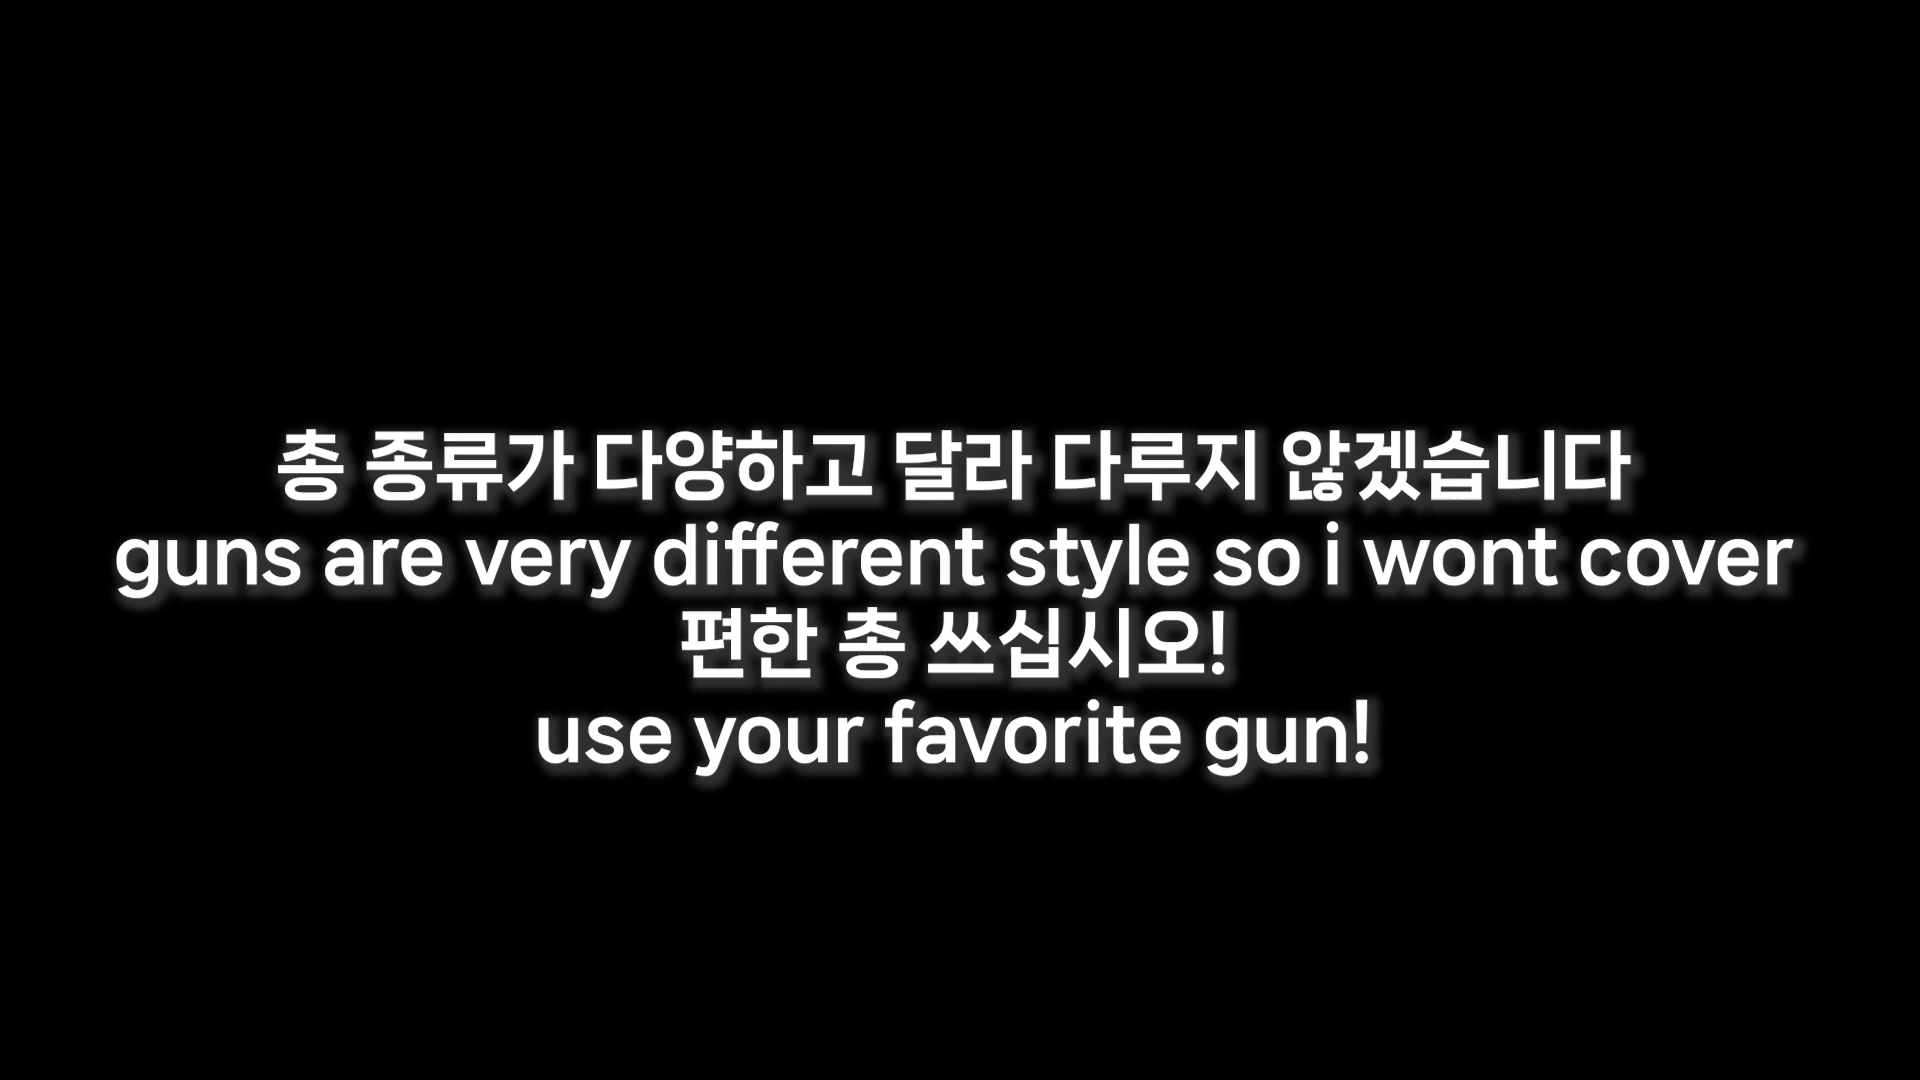 총 종류가 다양하고 달라 다루지 않겠습니다
guns are very different style so i wont cover
편한 총 쓰십시오!
use your favorite gun!